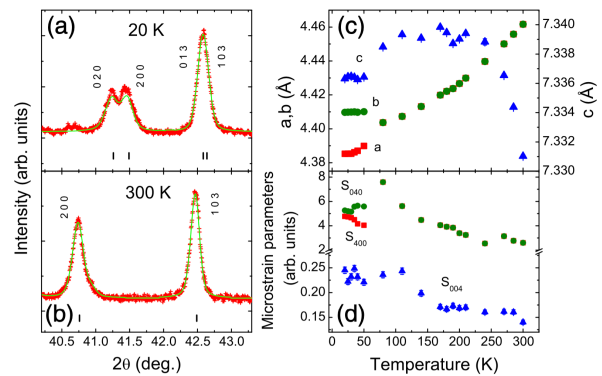 (a) 20 K
0 2 0
2 0 0
0 1 3
1 0 3
(b) 300 K
2 0 0
1 0 3
Intensity (arb. units)
40.5 41.0 41.5 42.0 42.5 43.0
2θ (deg.)
(c)
4.46
4.44
4.42
4.40
4.38
a,b (Å)
c
b
a
7.340
7.338
7.336
7.334
7.332
7.330
c (Å)
(d)
8
6
4
2
0.25
0.20
0.15
Microstrain parameters
(arb. units)
S040
S400
S004
0 50 100 150 200 250 300
Temperature (K)